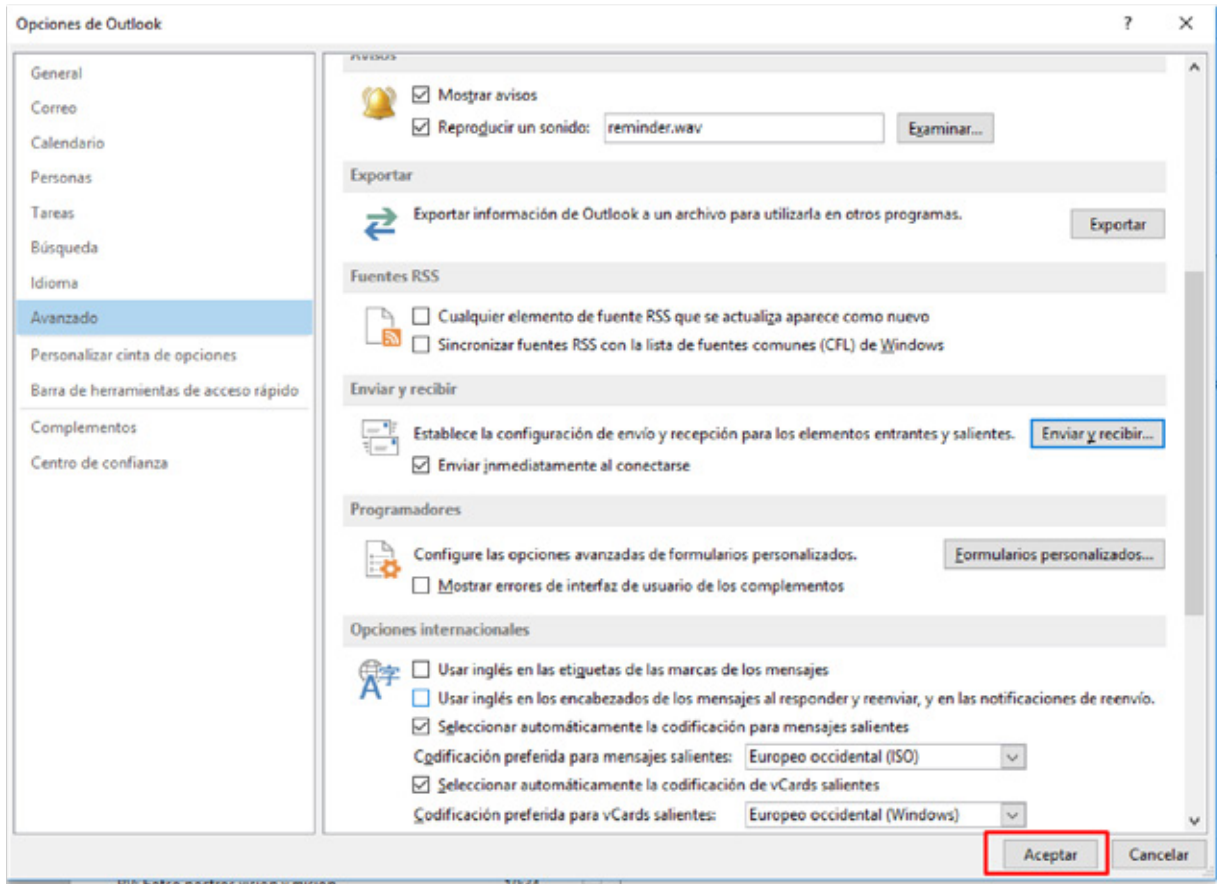 Opciones de Outlook
?
General
Correo
Calendario
Personas
Tareas
Búsqueda
Idioma
Avanzado
Personalizar cinta de opciones
Barra de herramientas de acceso rápido
Complementos
Centro de confianza
Avisos
Mostrar avisos
Reproducir un sonido: reminder.wav Examinar...
Exportar
Exportar información de Outlook a un archivo para utilizarla en otros programas.
Exportar
Fuentes RSS
Cualquier elemento de fuente RSS que se actualiza aparece como nuevo
Sincronizar fuentes RSS con la lista de fuentes comunes (CFL) de Windows
Enviar y recibir
Establece la configuración de envío y recepción para los elementos entrantes y salientes. Enviar y recibir...
Enviar inmediatamente al conectarse
Programadores
Configure las opciones avanzadas de formularios personalizados. Formularios personalizados...
Mostrar errores de interfaz de usuario de los complementos
Opciones internacionales
Usar inglés en las etiquetas de las marcas de los mensajes
Usar inglés en los encabezados de los mensajes al responder y reenviar, y en las notificaciones de reenvío.
Seleccionar automáticamente la codificación para mensajes salientes
Codificación preferida para mensajes salientes: Europeo occidental (ISO)
Seleccionar automáticamente la codificación de vCards salientes
Codificación preferida para vCards salientes: Europeo occidental (Windows)
Aceptar Cancelar